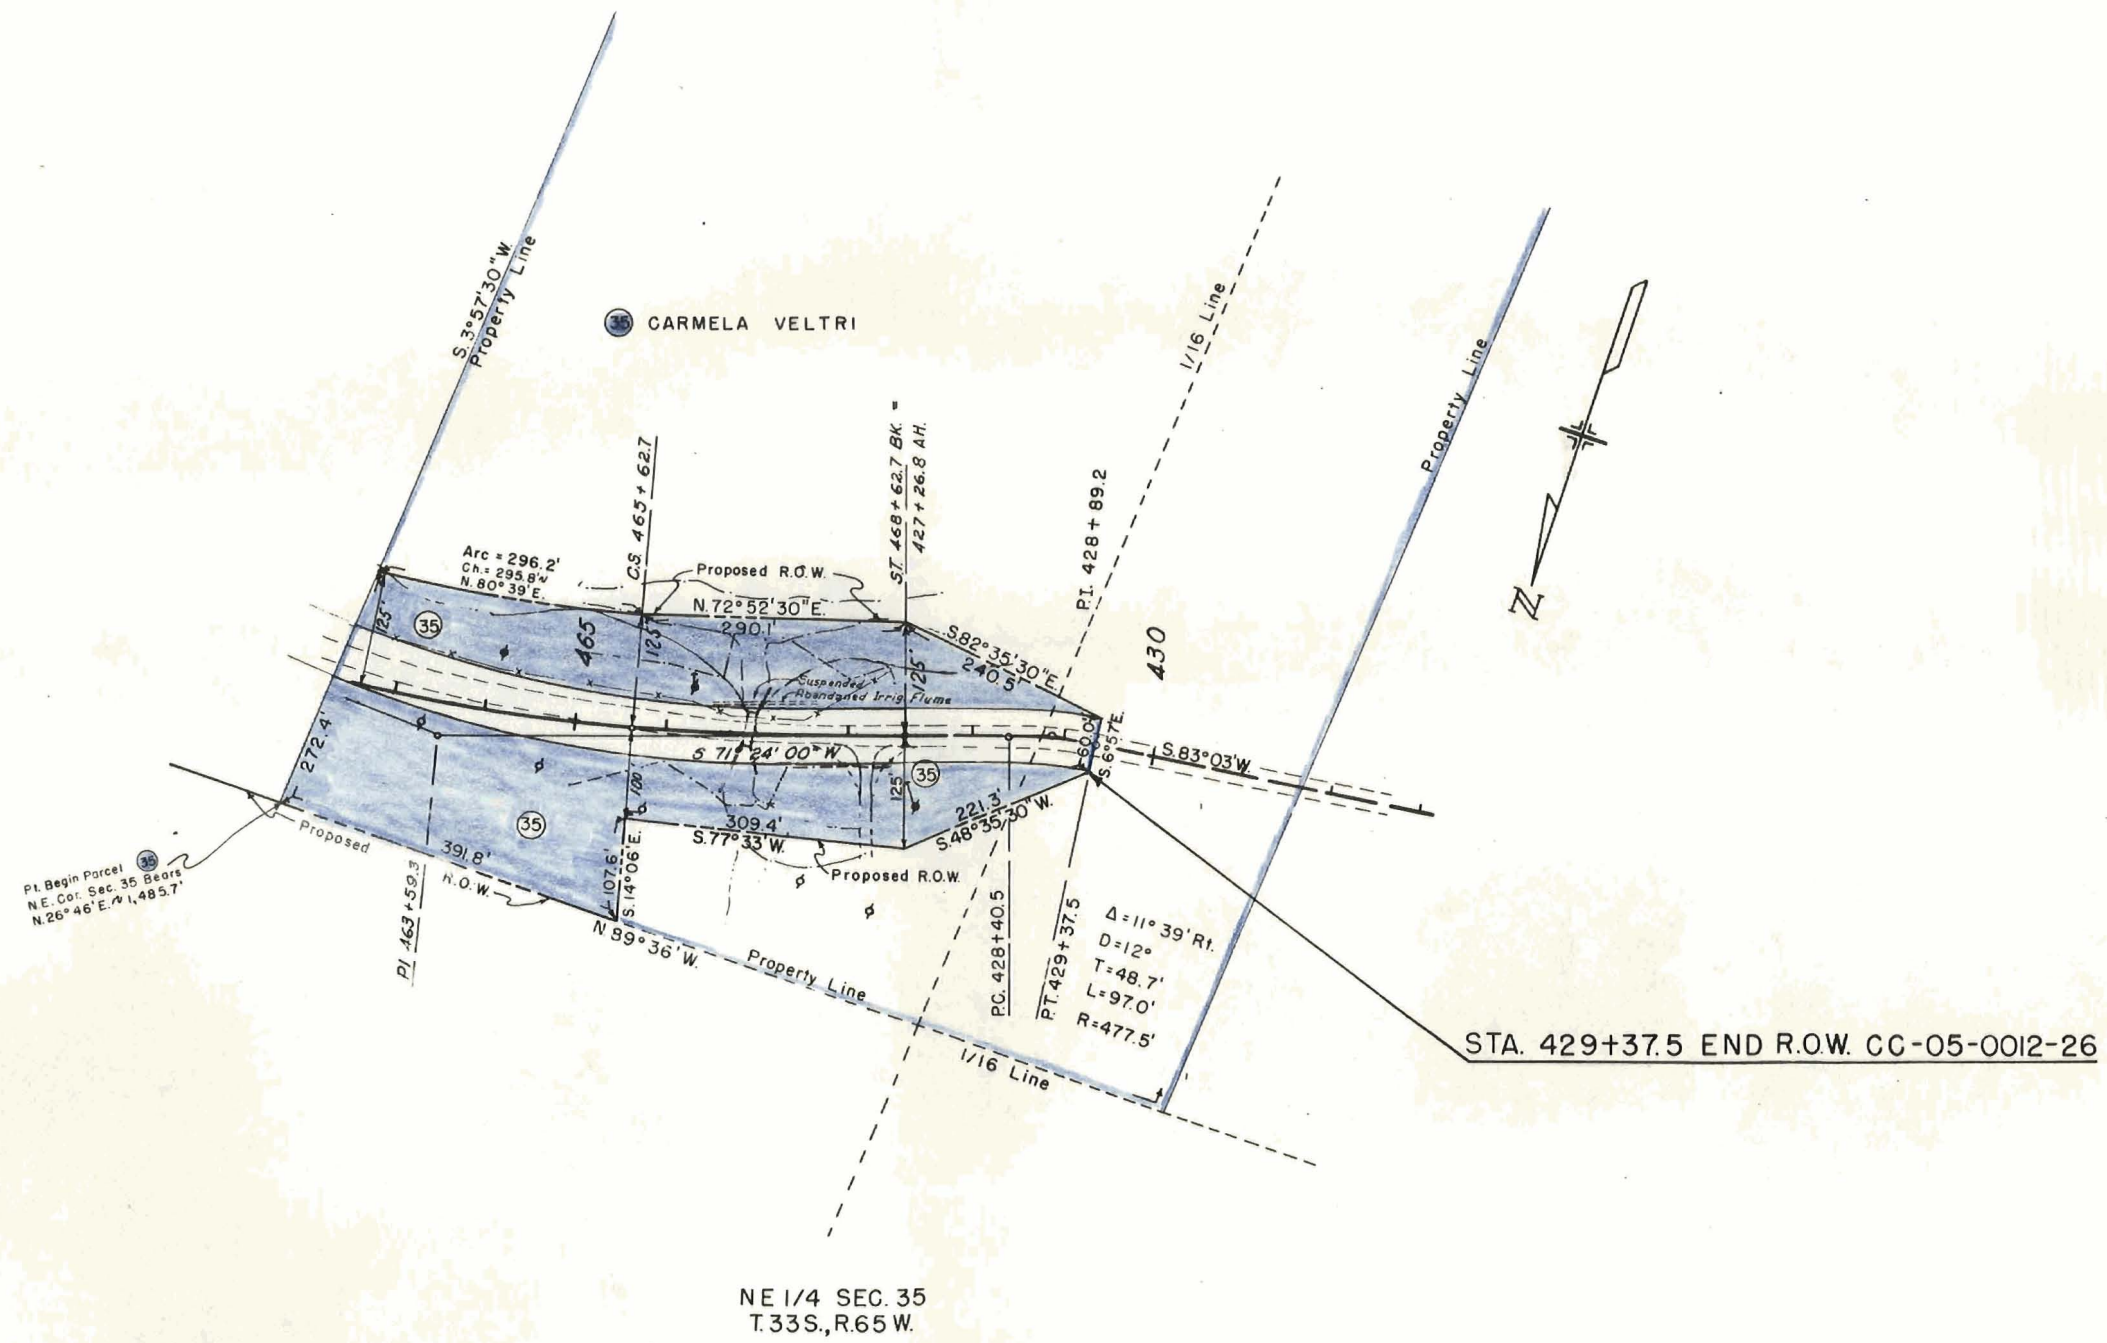 S. 3° 57' 30" W.
Property Line
35 CARMELA VELTRI
1/16 Line
Property Line
Z
C.S. 465 + 62.7
ST. 468 + 62.7 BK. =
427 + 26.8 AH.
P.I. 428 + 89.2
Arc = 296.2'
Ch. = 295.8'~
N. 80° 39' E.
Proposed R.O.W.
N. 72° 52' 30" E.
290.1'
S. 82° 35' 30" E.
240.5'
430
125'
35
465
125'
125'
Suspended
Abandaned Irrig. Flume
60.0'
S. 6° 57' E.
S. 83° 03' W.
S 71° 24' 00" W
272.4'
100
125'
35
35
309.4'
S. 77° 33' W.
221.3'
S. 48° 35' 30" W.
Proposed
391.8'
R.O.W.
107.6'
S. 14° 06' E.
Proposed R.O.W.
Pt. Begin Parcel 35
N.E. Cor. Sec. 35 Bears
N. 26° 46' E. ~ 1,485.7'
PI 463 + 59.3
N. 89° 36' W.
Property Line
P.C. 428 + 40.5
P.T. 429 + 37.5
Δ = 11° 39' Rt.
D = 12°
T = 48.7'
L = 97.0'
R = 477.5'
1/16 Line
STA. 429+37.5 END R.O.W. CC-05-0012-26
NE 1/4 SEC. 35
T. 33 S., R. 65 W.